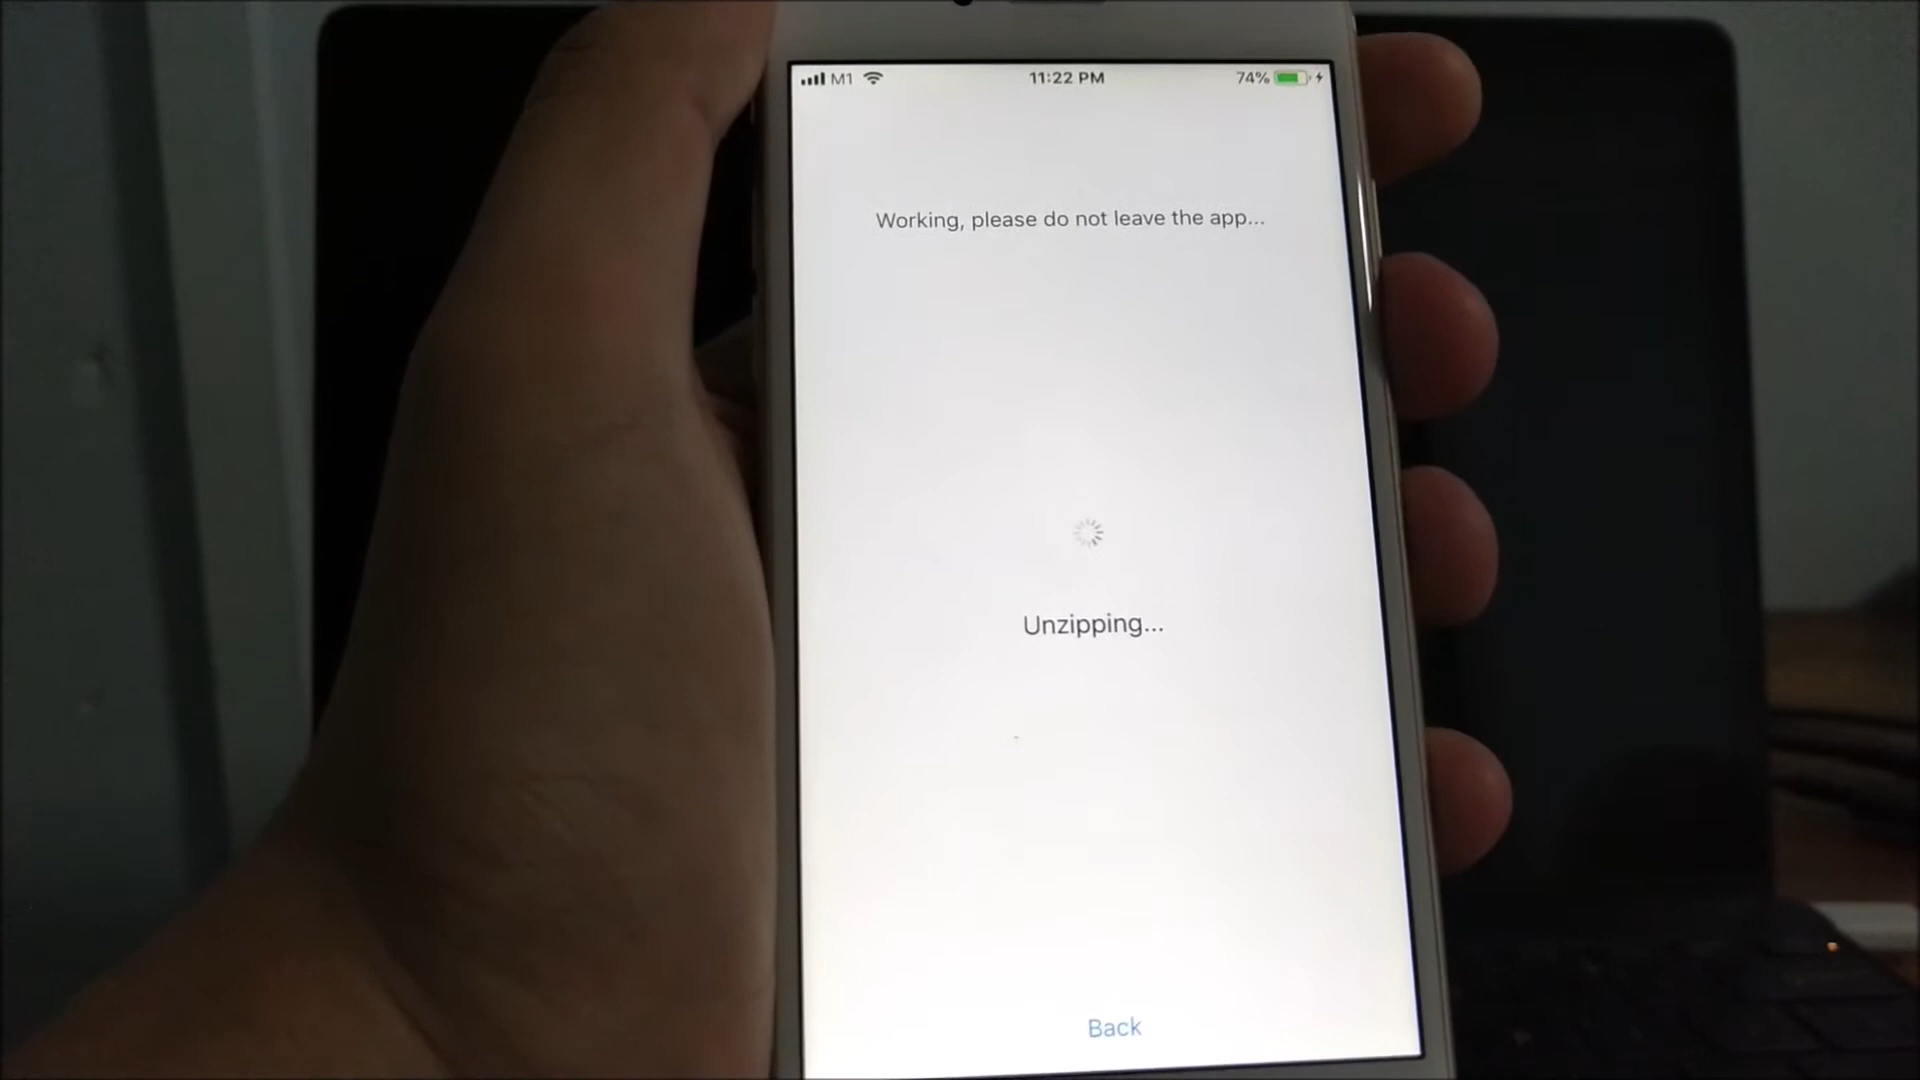 M1 11:22 PM 74%
Working, please do not leave the app...
Unzipping...
Back